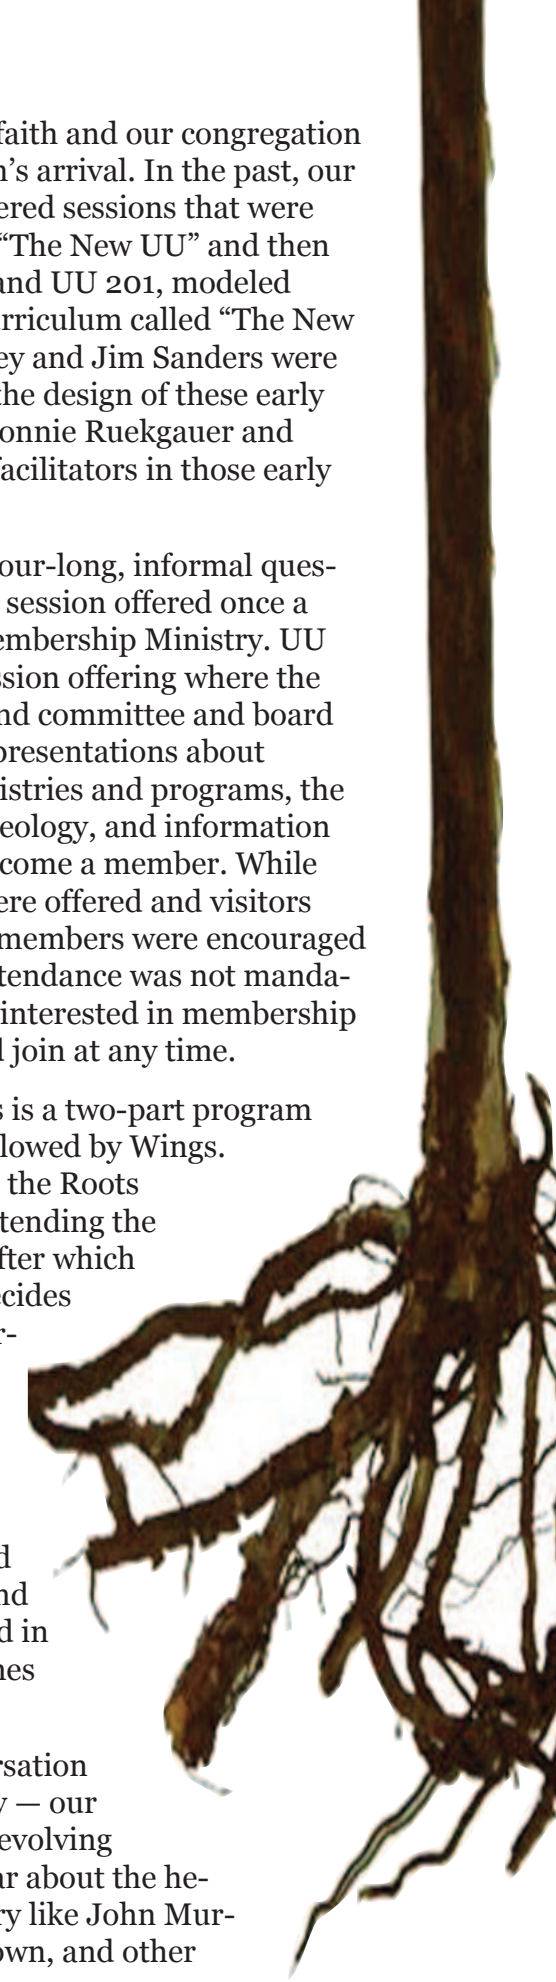 faith and our congregation
’s arrival. In the past, our
ered sessions that were
“The New UU” and then
and UU 201, modeled
rriculum called “The New
ey and Jim Sanders were
the design of these early
onnie Ruekgauer and
facilitators in those early
our-long, informal ques-
session offered once a
embership Ministry. UU
ssion offering where the
nd committee and board
presentations about
istries and programs, the
eology, and information
come a member. While
ere offered and visitors
members were encouraged
tendance was not manda-
interested in membership
join at any time.
s is a two-part program
lowed by Wings.
the Roots
tending the
fter which
ecides
r-
d
nd
d in
nes
rsation
y — our
evolving
ar about the he-
ry like John Mur-
own, and other